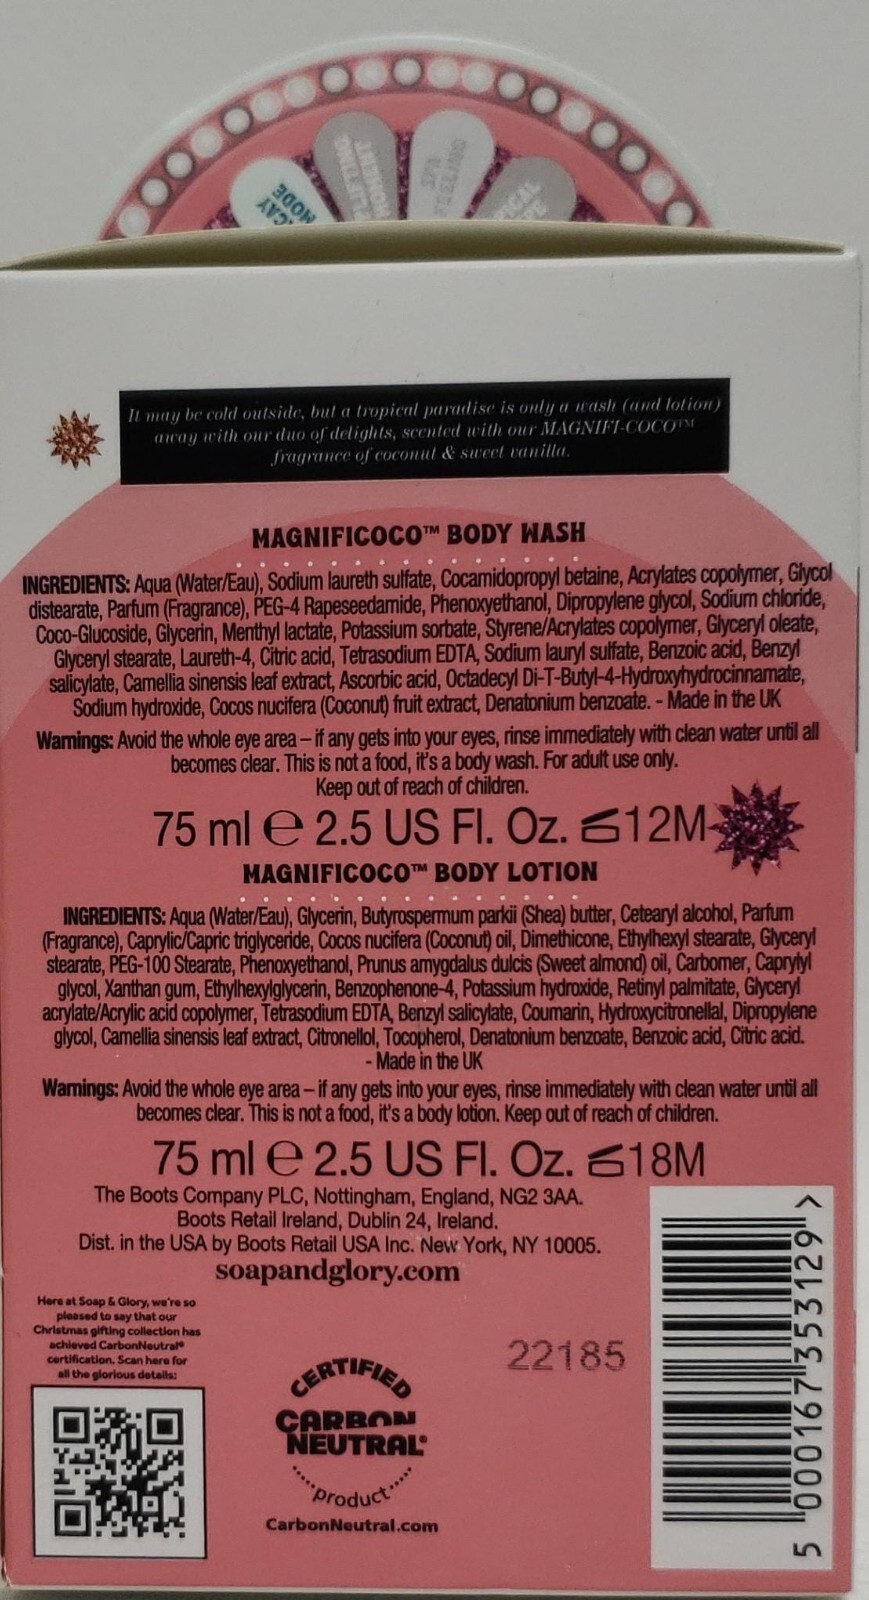 CAY
MODE
MENT
MOMENT
SPA-
FEELING
PICAL
It may be cold outside, but a tropical paradise is only a wash (and lotion)
away with our duo of delights, scented with our MAGNIFI-COCO™
fragrance of coconut & sweet vanilla.
MAGNIFICOCO™ BODY WASH
INGREDIENTS: Aqua (Water/Eau), Sodium laureth sulfate, Cocamidopropyl betaine, Acrylates copolymer, Glycol
distearate, Parfum (Fragrance), PEG-4 Rapeseedamide, Phenoxyethanol, Dipropylene glycol, Sodium chloride,
Coco-Glucoside, Glycerin, Menthyl lactate, Potassium sorbate, Styrene/Acrylates copolymer, Glyceryl oleate,
Glyceryl stearate, Laureth-4, Citric acid, Tetrasodium EDTA, Sodium lauryl sulfate, Benzoic acid, Benzyl
salicylate, Camellia sinensis leaf extract, Ascorbic acid, Octadecyl Di-T-Butyl-4-Hydroxyhydrocinnamate,
Sodium hydroxide, Cocos nucifera (Coconut) fruit extract, Denatonium benzoate. - Made in the UK
Warnings: Avoid the whole eye area – if any gets into your eyes, rinse immediately with clean water until all
becomes clear. This is not a food, it's a body wash. For adult use only.
Keep out of reach of children.
75 ml ℮ 2.5 US Fl. Oz. 12M
MAGNIFICOCO™ BODY LOTION
INGREDIENTS: Aqua (Water/Eau), Glycerin, Butyrospermum parkii (Shea) butter, Cetearyl alcohol, Parfum
(Fragrance), Caprylic/Capric triglyceride, Cocos nucifera (Coconut) oil, Dimethicone, Ethylhexyl stearate, Glyceryl
stearate, PEG-100 Stearate, Phenoxyethanol, Prunus amygdalus dulcis (Sweet almond) oil, Carbomer, Caprylyl
glycol, Xanthan gum, Ethylhexylglycerin, Benzophenone-4, Potassium hydroxide, Retinyl palmitate, Glyceryl
acrylate/Acrylic acid copolymer, Tetrasodium EDTA, Benzyl salicylate, Coumarin, Hydroxycitronellal, Dipropylene
glycol, Camellia sinensis leaf extract, Citronellol, Tocopherol, Denatonium benzoate, Benzoic acid, Citric acid.
- Made in the UK
Warnings: Avoid the whole eye area – if any gets into your eyes, rinse immediately with clean water until all
becomes clear. This is not a food, it's a body lotion. Keep out of reach of children.
75 ml ℮ 2.5 US Fl. Oz. 18M
The Boots Company PLC, Nottingham, England, NG2 3AA.
Boots Retail Ireland, Dublin 24, Ireland.
Dist. in the USA by Boots Retail USA Inc. New York, NY 10005.
soapandglory.com
Here at Soap & Glory, we're so
pleased to say that our
Christmas gifting collection has
achieved CarbonNeutral®
certification. Scan here for
all the glorious details:
22185
CERTIFIED
CARBON
NEUTRAL®
product
CarbonNeutral.com
5 000167 353129 >